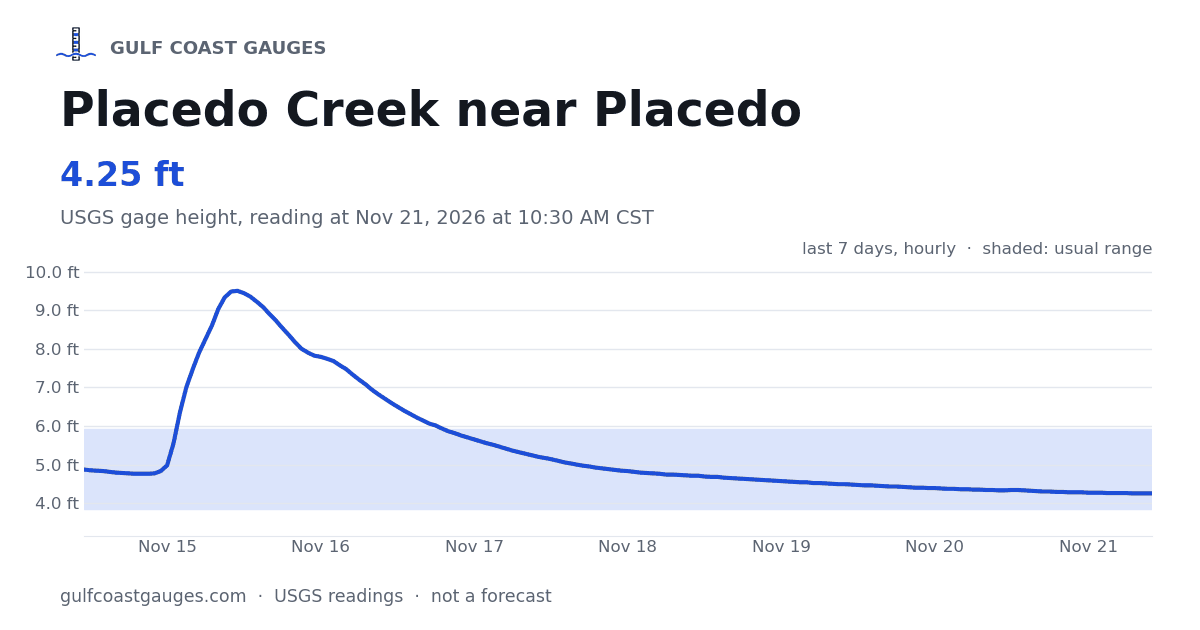 GULF COAST GAUGES
Placedo Creek near Placedo
4.25 ft
USGS gage height, reading at Nov 21, 2026 at 10:30 AM CST
last 7 days, hourly · shaded: usual range
10.0 ft
9.0 ft
8.0 ft
7.0 ft
6.0 ft
5.0 ft
4.0 ft
Nov 15 Nov 16 Nov 17 Nov 18 Nov 19 Nov 20 Nov 21
gulfcoastgauges.com · USGS readings · not a forecast